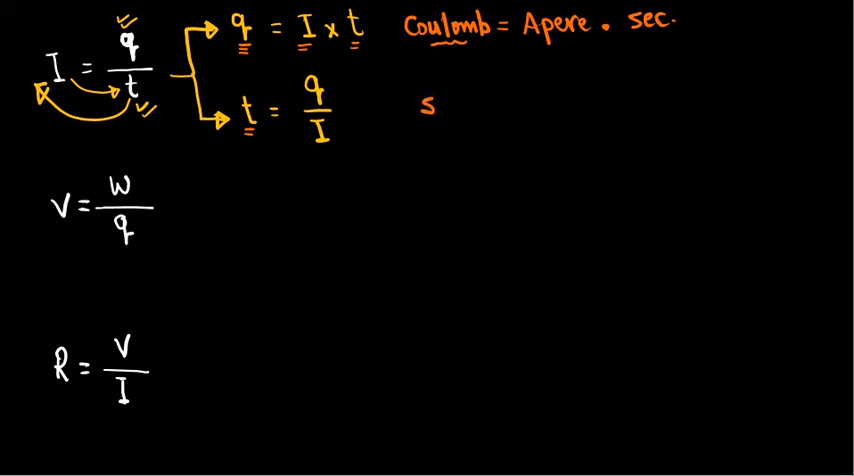 I = q/t
q = I × t Coulomb = Apere . sec.
t = q/I s
V = W/q
R = V/I